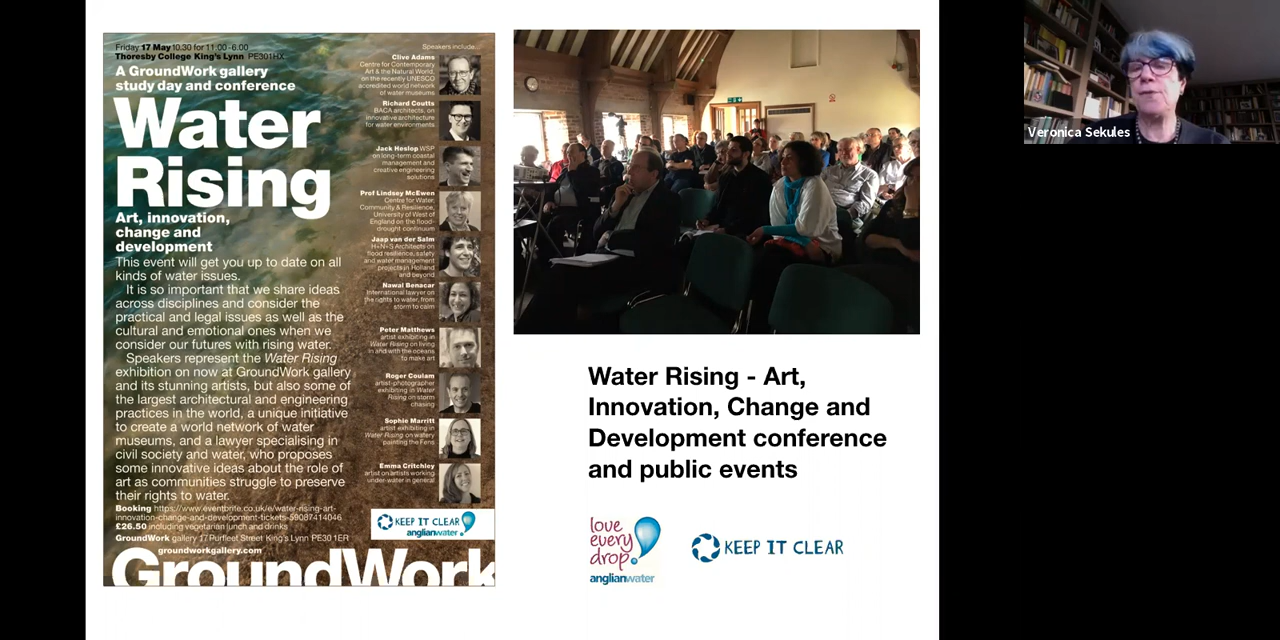 Friday 17 May 10.30 for 11.00 - 6.00
Thoresby College King's Lynn PE301HX
A GroundWork gallery
study day and conference
Water
Rising
Art, innovation,
change and
development
This event will get you up to date on all
kinds of water issues.
It is so important that we share ideas
across disciplines and consider the
practical and legal issues as well as the
cultural and emotional ones when we
consider our futures with rising water.
Speakers represent the Water Rising
exhibition on now at GroundWork gallery
and its stunning artists, but also some of
the largest architectural and engineering
practices in the world, a unique initiative
to create a world network of water
museums, and a lawyer specialising in
civil society and water, who proposes
some innovative ideas about the role of
art as communities struggle to preserve
their rights to water.
Booking https://www.eventbrite.co.uk/e/water-rising-art-
innovation-change-and-development-tickets-59087414046
£26.50 including vegetarian lunch and drinks
GroundWork gallery 17 Purfleet Street King's Lynn PE30 1ER
groundworkgallery.com
GroundWork
Speakers include...
Clive Adams
Centre for Contemporary
Art & the Natural World,
on the recently UNESCO
accredited world network
of water museums
Richard Coutts
BACA architects, on
innovative architecture
for water environments
Jack Heslop WSP
on long-term coastal
management and
creative engineering
solutions
Prof Lindsey McEwen
Centre for Water,
Community & Resilience,
University of West of
England on the flood–
drought continuum
Jaap van der Salm
H+N+S Architects on
flood resilience, safety
and water management
projects in Holland
and beyond
Nawal Benacar
International lawyer on
the rights to water, from
storm to calm
Peter Matthews
artist exhibiting in
Water Rising on living
in and with the oceans
to make art
Roger Coulam
artist-photographer
exhibiting in Water
Rising on storm
chasing
Sophie Marritt
artist exhibiting in
Water Rising on watery
painting the Fens
Emma Critchley
artist on artists working
under-water in general
KEEP IT CLEAR
anglianwater
Water Rising - Art,
Innovation, Change and
Development conference
and public events
love
every
drop
anglianwater
KEEP IT CLEAR
Veronica Sekules